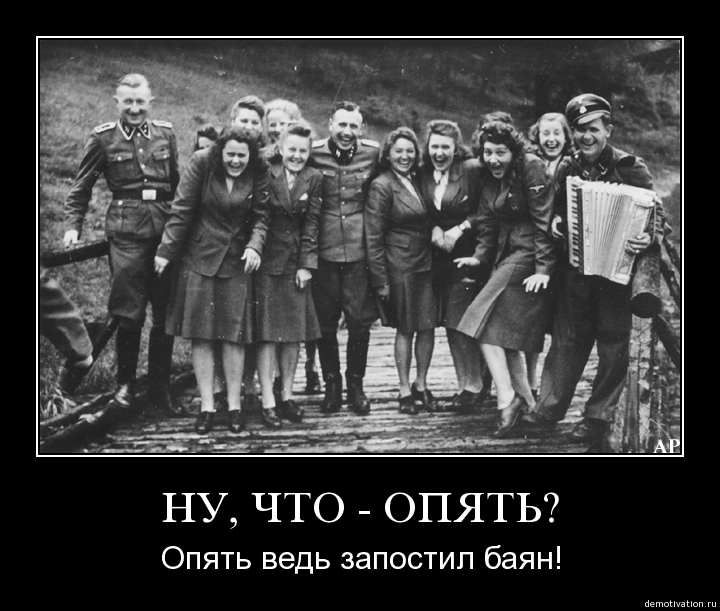 AP
НУ, ЧТО - ОПЯТЬ?
Опять ведь запостил баян!
demotivation.ru